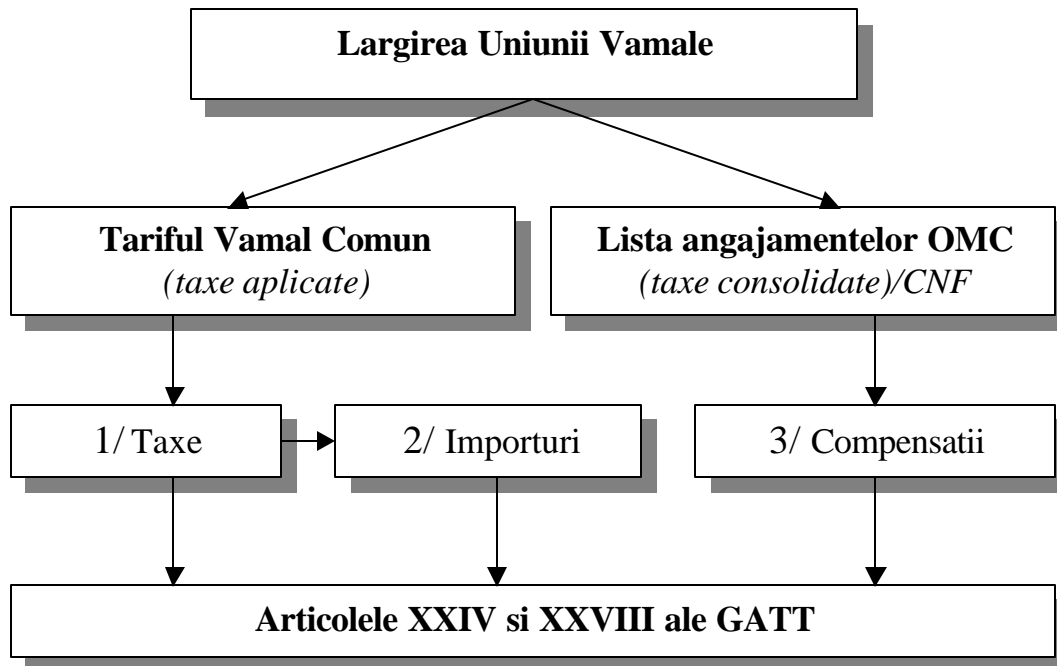 Largirea Uniunii Vamale
Tariful Vamal Comun
(taxe aplicate)
Lista angajamentelor OMC
(taxe consolidate)/CNF
1/ Taxe
2/ Importuri
3/ Compensatii
Articolele XXIV si XXVIII ale GATT